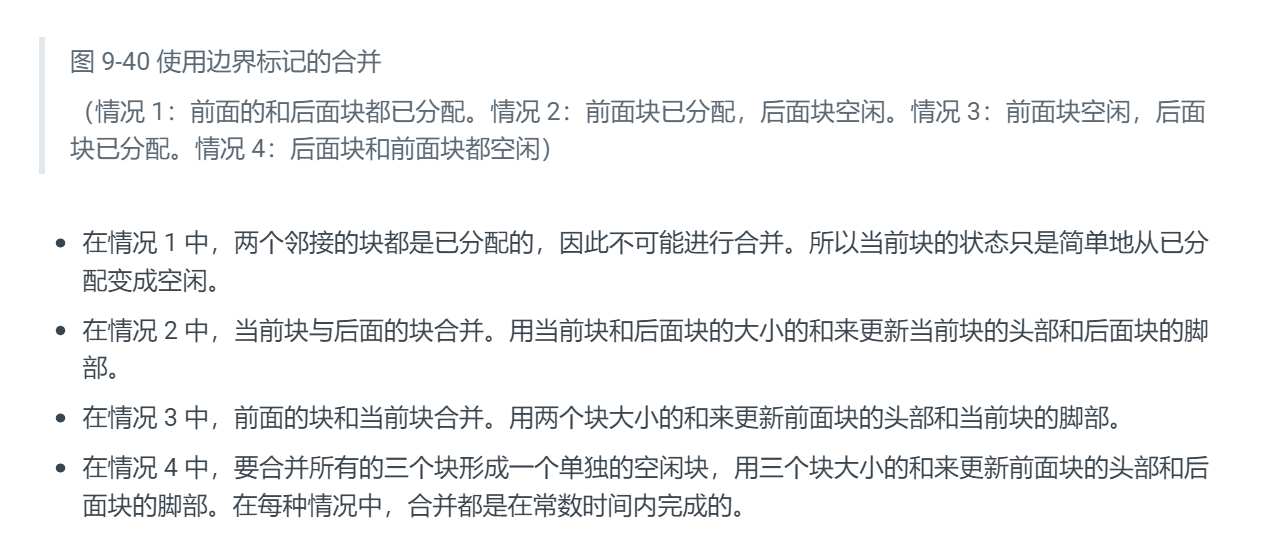 图 9-40 使用边界标记的合并
（情况 1：前面的和后面块都已分配。情况 2：前面块已分配，后面块空闲。情况 3：前面块空闲，后面
块已分配。情况 4：后面块和前面块都空闲）
• 在情况 1 中，两个邻接的块都是已分配的，因此不可能进行合并。所以当前块的状态只是简单地从已分
配变成空闲。
• 在情况 2 中，当前块与后面的块合并。用当前块和后面块的大小的和来更新当前块的头部和后面块的脚
部。
• 在情况 3 中，前面的块和当前块合并。用两个块大小的和来更新前面块的头部和当前块的脚部。
• 在情况 4 中，要合并所有的三个块形成一个单独的空闲块，用三个块大小的和来更新前面块的头部和后
面块的脚部。在每种情况中，合并都是在常数时间内完成的。